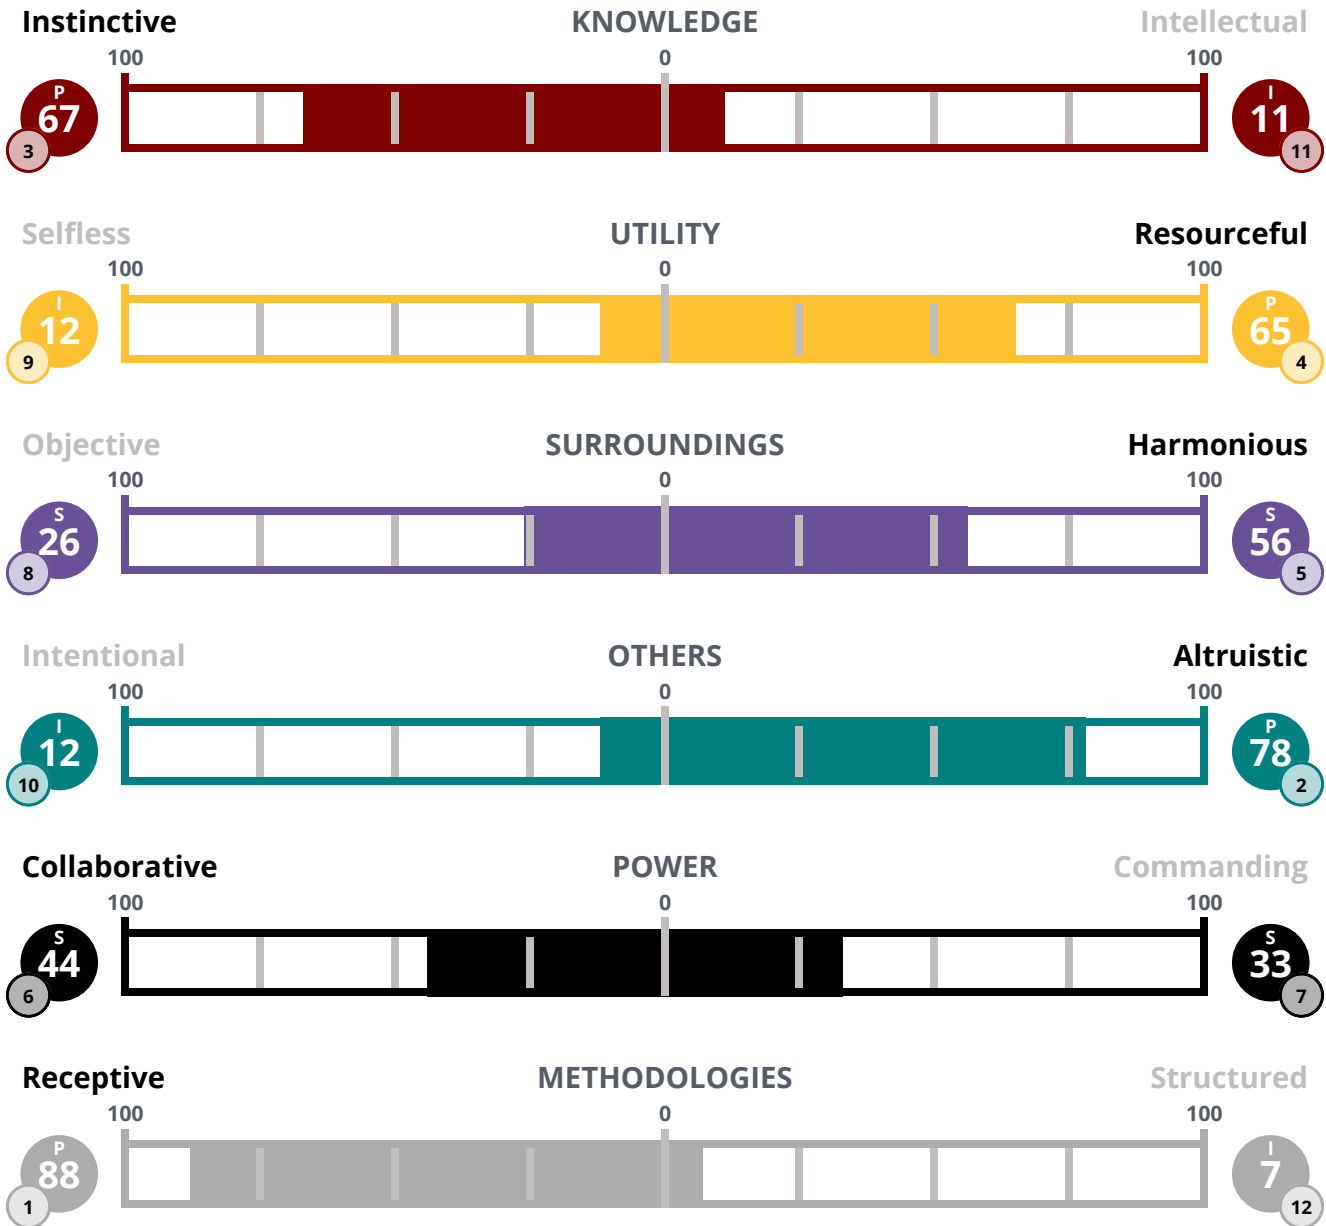 Instinctive KNOWLEDGE Intellectual
100 0 100
P I
67 11
3 11
Selfless UTILITY Resourceful
100 0 100
I P
12 65
9 4
Objective SURROUNDINGS Harmonious
100 0 100
S S
26 56
8 5
Intentional OTHERS Altruistic
100 0 100
I P
12 78
10 2
Collaborative POWER Commanding
100 0 100
S S
44 33
6 7
Receptive METHODOLOGIES Structured
100 0 100
P I
88 7
1 12